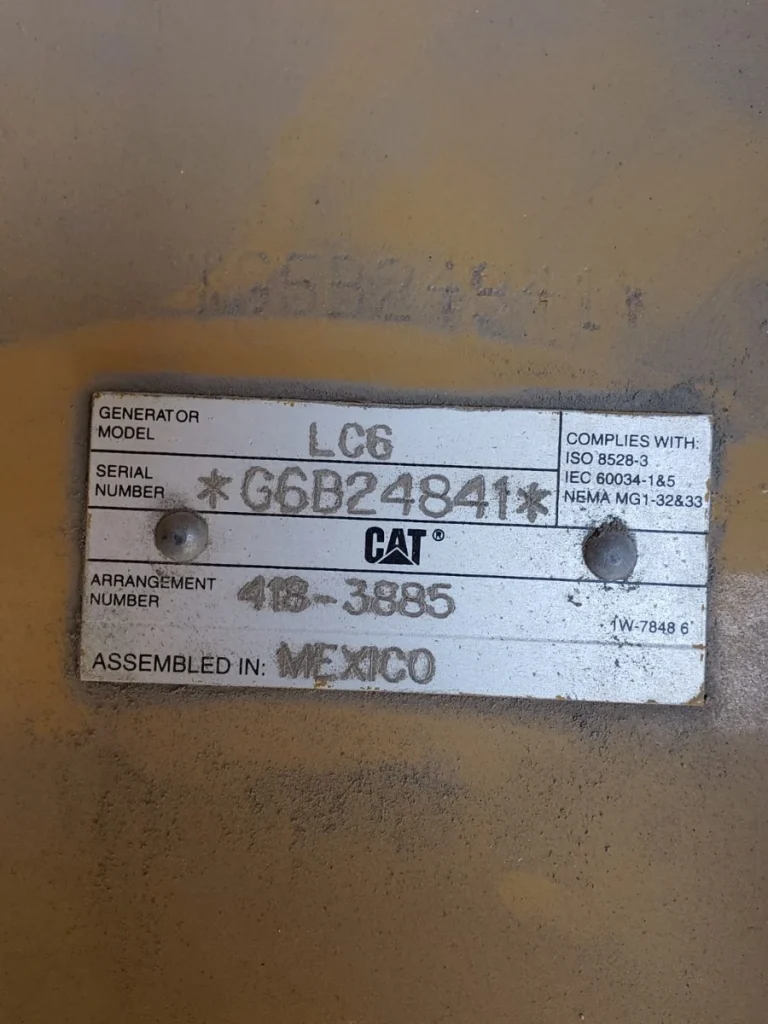 GENERATOR
MODEL
LC6
SERIAL
NUMBER
*G6B24841*
COMPLIES WITH:
ISO 8528-3
IEC 60034-1&5
NEMA MG1-32&33
CAT®
ARRANGEMENT
NUMBER
418-3885
1W-7848 6
ASSEMBLED IN: MEXICO